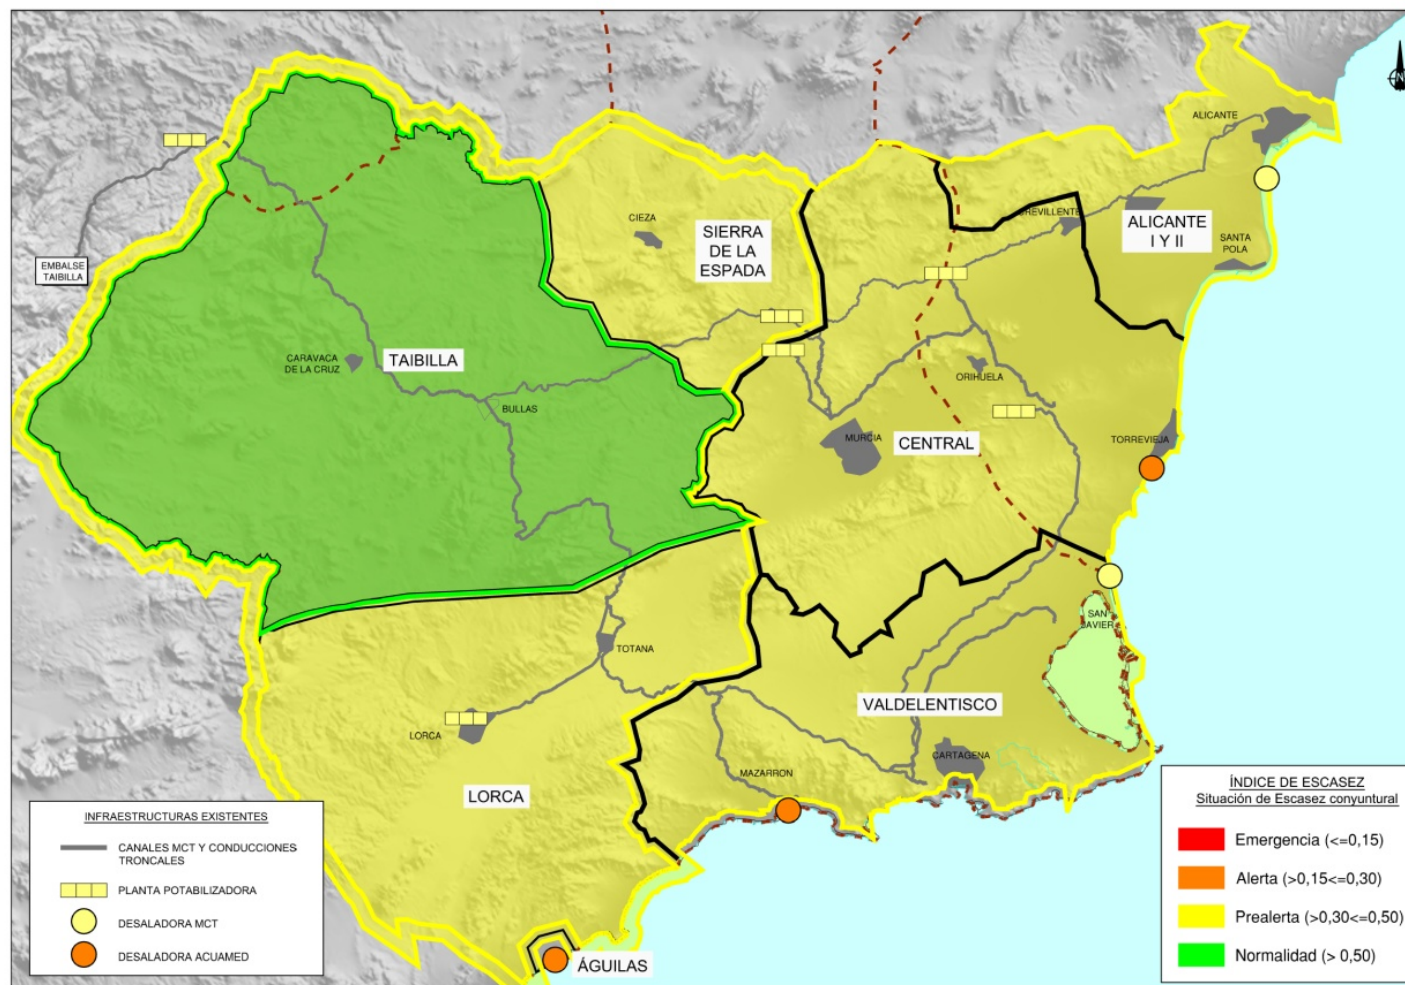 ALICANTE
CREVILLENTE
ALICANTE
I Y II
SANTA
POLA
CIEZA
SIERRA
DE LA
ESPADA
EMBALSE
TAIBILLA
CARAVACA
DE LA CRUZ
TAIBILLA
BULLAS
ORIHUELA
MURCIA
CENTRAL
TORREVIEJA
SAN
JAVIER
TOTANA
VALDELENTISCO
LORCA
CARTAGENA
MAZARRON
LORCA
ÁGUILAS
INFRAESTRUCTURAS EXISTENTES
CANALES MCT Y CONDUCCIONES
TRONCALES
PLANTA POTABILIZADORA
DESALADORA MCT
DESALADORA ACUAMED
ÍNDICE DE ESCASEZ
Situación de Escasez conyuntural
Emergencia (<=0,15)
Alerta (>0,15<=0,30)
Prealerta (>0,30<=0,50)
Normalidad (> 0,50)